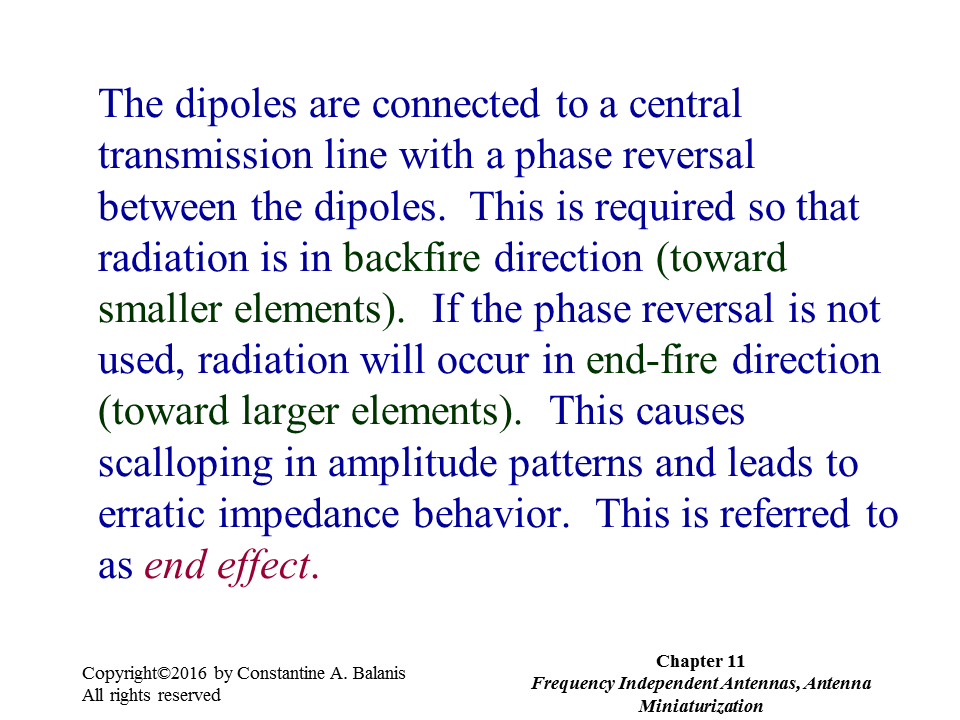 The dipoles are connected to a central
transmission line with a phase reversal
between the dipoles.  This is required so that
radiation is in backfire direction (toward
smaller elements).  If the phase reversal is not
used, radiation will occur in end-fire direction
(toward larger elements).  This causes
scalloping in amplitude patterns and leads to
erratic impedance behavior.  This is referred to
as end effect.
Copyright©2016 by Constantine A. Balanis
All rights reserved
Chapter 11
Frequency Independent Antennas, Antenna
Miniaturization